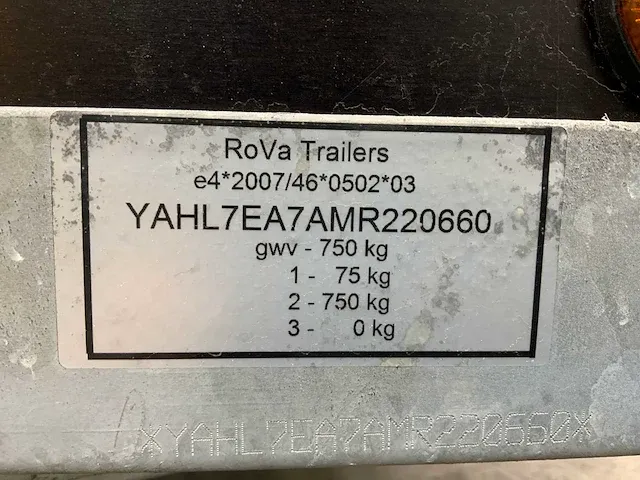 RoVa Trailers
e4*2007/46*0502*03
YAHL7EA7AMR220660
gwv - 750 kg
1 - 75 kg
2 - 750 kg
3 - 0 kg
XYAHL7EA7AMR220660X